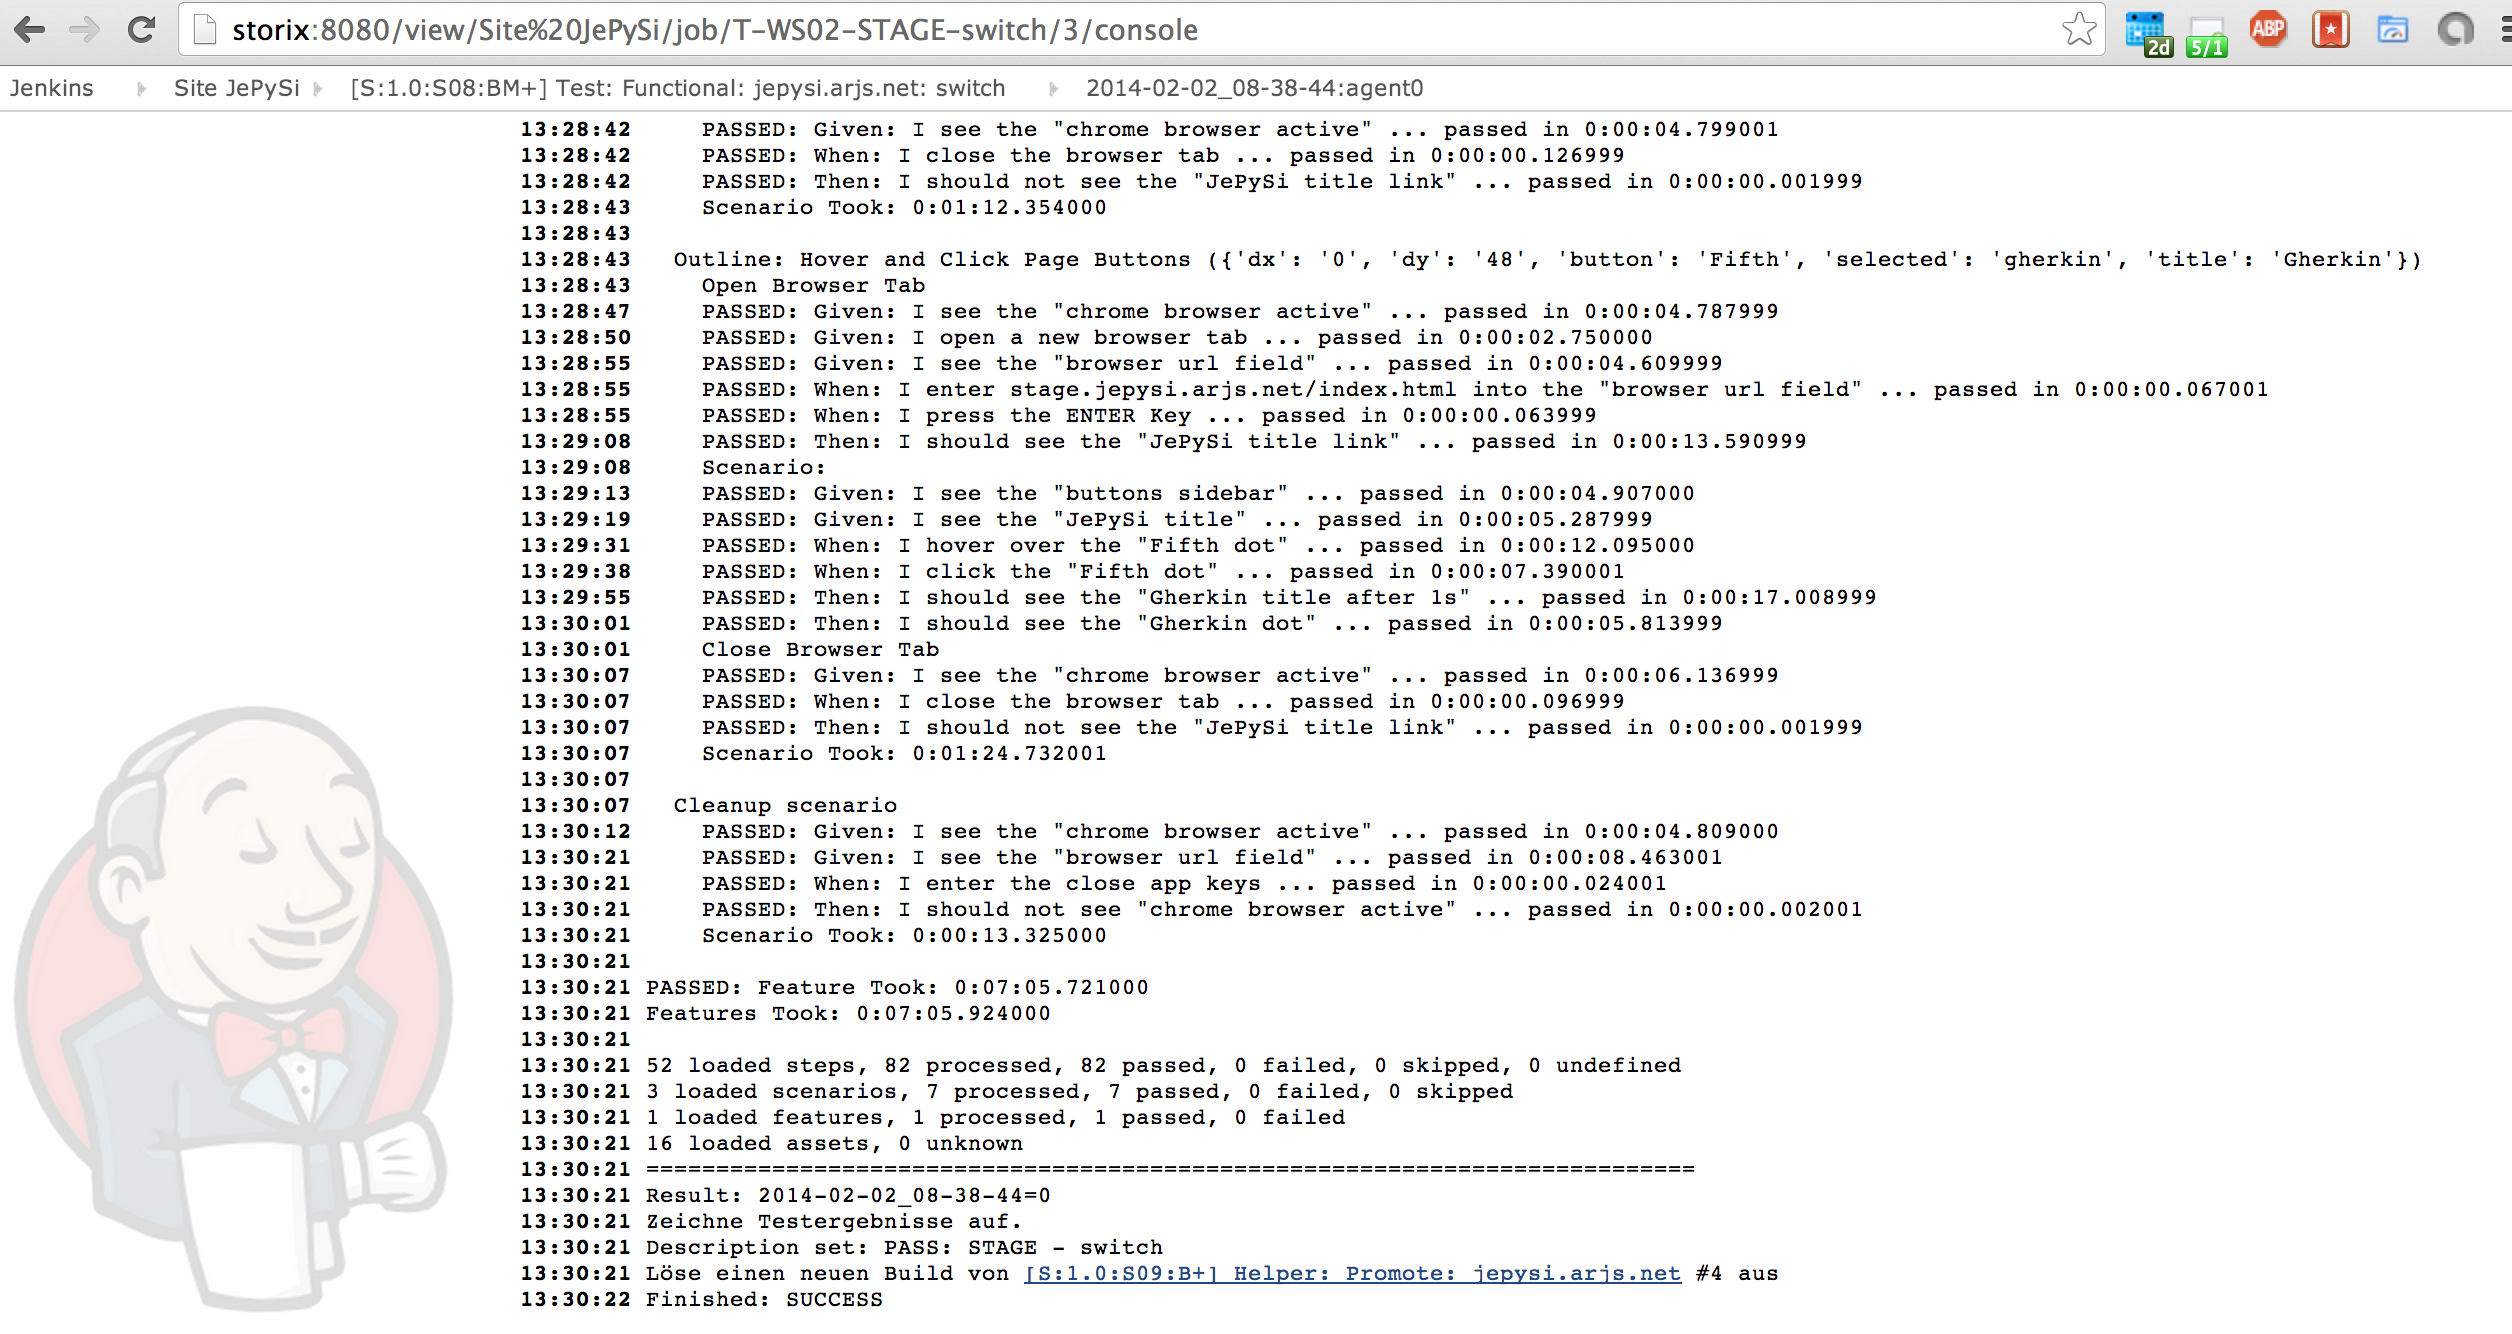 storix:8080/view/Site%20JePySi/job/T-WS02-STAGE-switch/3/console
2d
5/1
ABP
Jenkins Site JePySi [S:1.0:S08:BM+] Test: Functional: jepysi.arjs.net: switch 2014-02-02_08-38-44:agent0
13:28:42 PASSED: Given: I see the "chrome browser active" ... passed in 0:00:04.799001
13:28:42 PASSED: When: I close the browser tab ... passed in 0:00:00.126999
13:28:42 PASSED: Then: I should not see the "JePySi title link" ... passed in 0:00:00.001999
13:28:43 Scenario Took: 0:01:12.354000
13:28:43
13:28:43 Outline: Hover and Click Page Buttons ({'dx': '0', 'dy': '48', 'button': 'Fifth', 'selected': 'gherkin', 'title': 'Gherkin'})
13:28:43 Open Browser Tab
13:28:47 PASSED: Given: I see the "chrome browser active" ... passed in 0:00:04.787999
13:28:50 PASSED: Given: I open a new browser tab ... passed in 0:00:02.750000
13:28:55 PASSED: Given: I see the "browser url field" ... passed in 0:00:04.609999
13:28:55 PASSED: When: I enter stage.jepysi.arjs.net/index.html into the "browser url field" ... passed in 0:00:00.067001
13:28:55 PASSED: When: I press the ENTER Key ... passed in 0:00:00.063999
13:29:08 PASSED: Then: I should see the "JePySi title link" ... passed in 0:00:13.590999
13:29:08 Scenario:
13:29:13 PASSED: Given: I see the "buttons sidebar" ... passed in 0:00:04.907000
13:29:19 PASSED: Given: I see the "JePySi title" ... passed in 0:00:05.287999
13:29:31 PASSED: When: I hover over the "Fifth dot" ... passed in 0:00:12.095000
13:29:38 PASSED: When: I click the "Fifth dot" ... passed in 0:00:07.390001
13:29:55 PASSED: Then: I should see the "Gherkin title after 1s" ... passed in 0:00:17.008999
13:30:01 PASSED: Then: I should see the "Gherkin dot" ... passed in 0:00:05.813999
13:30:01 Close Browser Tab
13:30:07 PASSED: Given: I see the "chrome browser active" ... passed in 0:00:06.136999
13:30:07 PASSED: When: I close the browser tab ... passed in 0:00:00.096999
13:30:07 PASSED: Then: I should not see the "JePySi title link" ... passed in 0:00:00.001999
13:30:07 Scenario Took: 0:01:24.732001
13:30:07
13:30:07 Cleanup scenario
13:30:12 PASSED: Given: I see the "chrome browser active" ... passed in 0:00:04.809000
13:30:21 PASSED: Given: I see the "browser url field" ... passed in 0:00:08.463001
13:30:21 PASSED: When: I enter the close app keys ... passed in 0:00:00.024001
13:30:21 PASSED: Then: I should not see "chrome browser active" ... passed in 0:00:00.002001
13:30:21 Scenario Took: 0:00:13.325000
13:30:21
13:30:21 PASSED: Feature Took: 0:07:05.721000
13:30:21 Features Took: 0:07:05.924000
13:30:21
13:30:21 52 loaded steps, 82 processed, 82 passed, 0 failed, 0 skipped, 0 undefined
13:30:21 3 loaded scenarios, 7 processed, 7 passed, 0 failed, 0 skipped
13:30:21 1 loaded features, 1 processed, 1 passed, 0 failed
13:30:21 16 loaded assets, 0 unknown
13:30:21 ===========================================================================
13:30:21 Result: 2014-02-02_08-38-44=0
13:30:21 Zeichne Testergebnisse auf.
13:30:21 Description set: PASS: STAGE - switch
13:30:21 Löse einen neuen Build von [S:1.0:S09:B+] Helper: Promote: jepysi.arjs.net #4 aus
13:30:22 Finished: SUCCESS